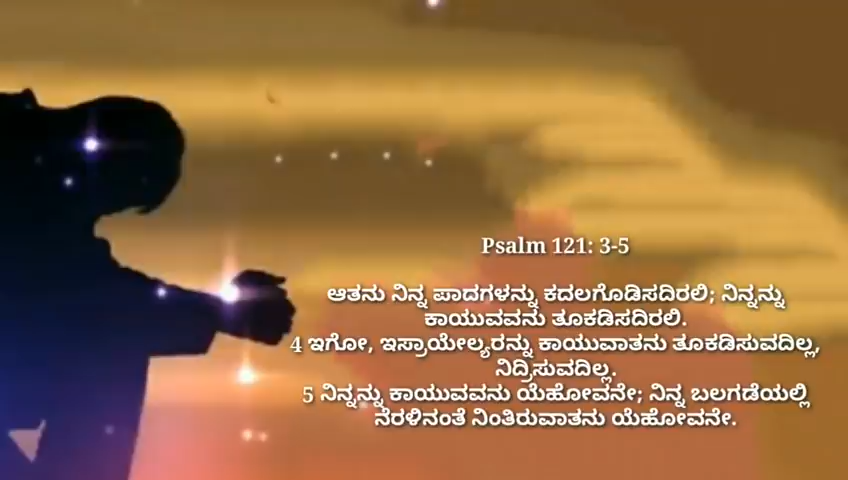 Psalm 121: 3-5
ಆತನು ನಿನ್ನ ಪಾದಗಳನ್ನು ಕದಲಗೊಡಿಸದಿರಲಿ; ನಿನ್ನನ್ನು
ಕಾಯುವವನು ತೂಕಡಿಸದಿರಲಿ.
4 ಇಗೋ, ಇಸ್ರಾಯೇಲ್ಯರನ್ನು ಕಾಯುವಾತನು ತೂಕಡಿಸುವದಿಲ್ಲ,
ನಿದ್ರಿಸುವದಿಲ್ಲ.
5 ನಿನ್ನನ್ನು ಕಾಯುವವನು ಯೆಹೋವನೇ; ನಿನ್ನ ಬಲಗಡೆಯಲ್ಲಿ
ನೆರಳಿನಂತೆ ನಿಂತಿರುವಾತನು ಯೆಹೋವನೇ.